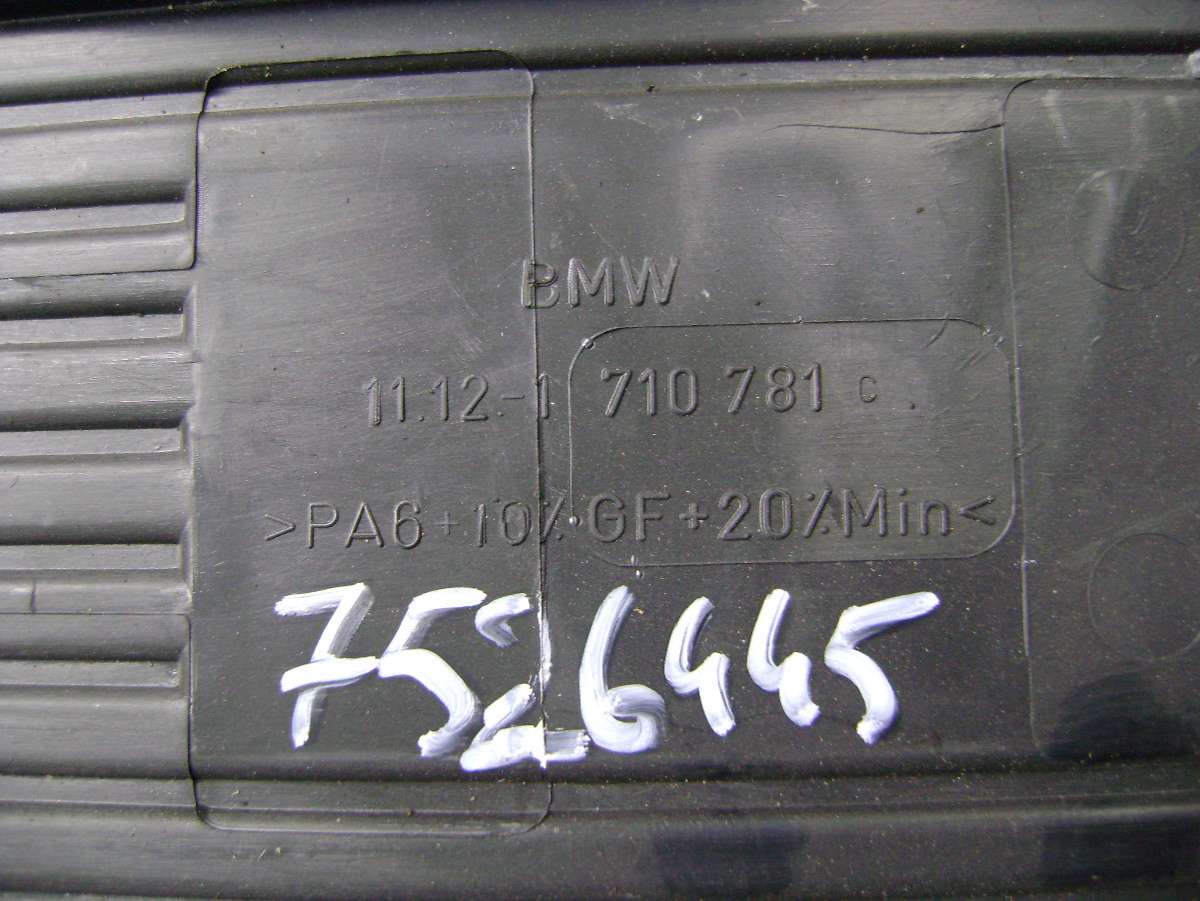 BMW
11.12.-1 710 781 c
>PA6+10%·GF+20%Min<
7526445